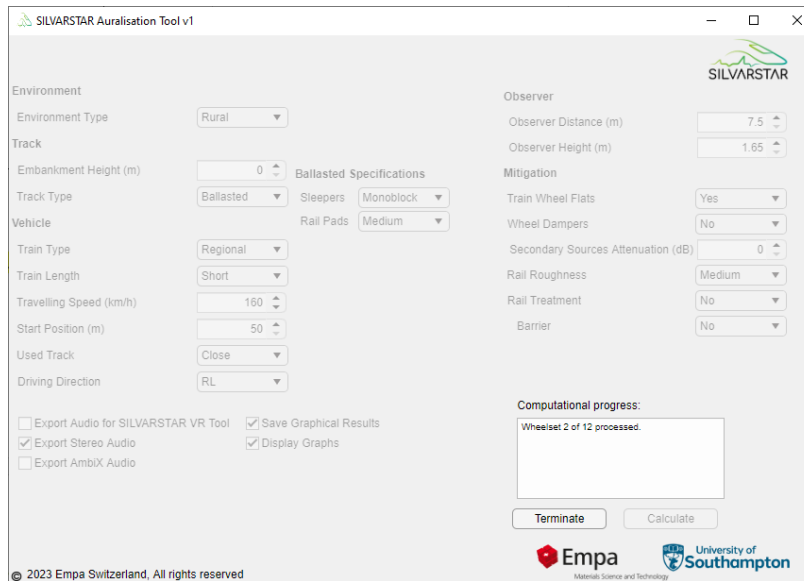 SILVARSTAR Auralisation Tool v1
SILVARSTAR
Environment
Environment Type Rural
Track
Embankment Height (m) 0
Track Type Ballasted
Ballasted Specifications
Sleepers Monoblock
Rail Pads Medium
Vehicle
Train Type Regional
Train Length Short
Travelling Speed (km/h) 160
Start Position (m) 50
Used Track Close
Driving Direction RL
Export Audio for SILVARSTAR VR Tool
Save Graphical Results
Export Stereo Audio
Display Graphs
Export AmbiX Audio
Observer
Observer Distance (m) 7.5
Observer Height (m) 1.65
Mitigation
Train Wheel Flats Yes
Wheel Dampers No
Secondary Sources Attenuation (dB) 0
Rail Roughness Medium
Rail Treatment No
Barrier No
Computational progress:
Wheelset 2 of 12 processed.
Terminate
Calculate
© 2023 Empa Switzerland, All rights reserved
Empa
Materials Science and Technology
University of
Southampton